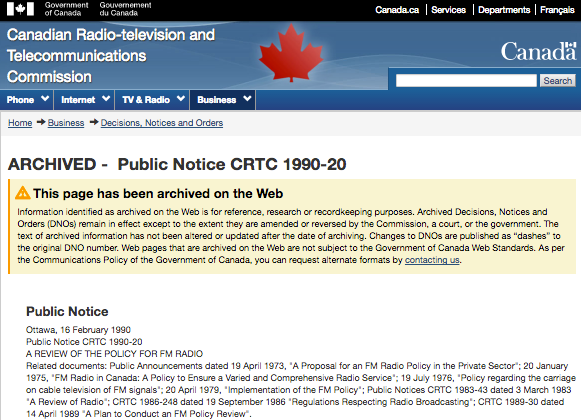 Government of Canada
Gouvernement du Canada
Canada.ca | Services | Departments | Français
Canadian Radio-television and
Telecommunications
Commission
Canada
Search
Phone
Internet
TV & Radio
Business
Home ➔ Business ➔ Decisions, Notices and Orders
ARCHIVED - Public Notice CRTC 1990-20
This page has been archived on the Web
Information identified as archived on the Web is for reference, research or recordkeeping purposes. Archived Decisions, Notices and
Orders (DNOs) remain in effect except to the extent they are amended or reversed by the Commission, a court, or the government. The
text of archived information has not been altered or updated after the date of archiving. Changes to DNOs are published as “dashes” to
the original DNO number. Web pages that are archived on the Web are not subject to the Government of Canada Web Standards. As per
the Communications Policy of the Government of Canada, you can request alternate formats by contacting us.
Public Notice
Ottawa, 16 February 1990
Public Notice CRTC 1990-20
A REVIEW OF THE POLICY FOR FM RADIO
Related documents: Public Announcements dated 19 April 1973, "A Proposal for an FM Radio Policy in the Private Sector"; 20 January
1975, "FM Radio in Canada: A Policy to Ensure a Varied and Comprehensive Radio Service"; 19 July 1976, "Policy regarding the carriage
on cable television of FM signals"; 20 April 1979, "Implementation of the FM Policy"; Public Notices CRTC 1983-43 dated 3 March 1983
"A Review of Radio"; CRTC 1986-248 dated 19 September 1986 "Regulations Respecting Radio Broadcasting"; CRTC 1989-30 dated
14 April 1989 "A Plan to Conduct an FM Policy Review".